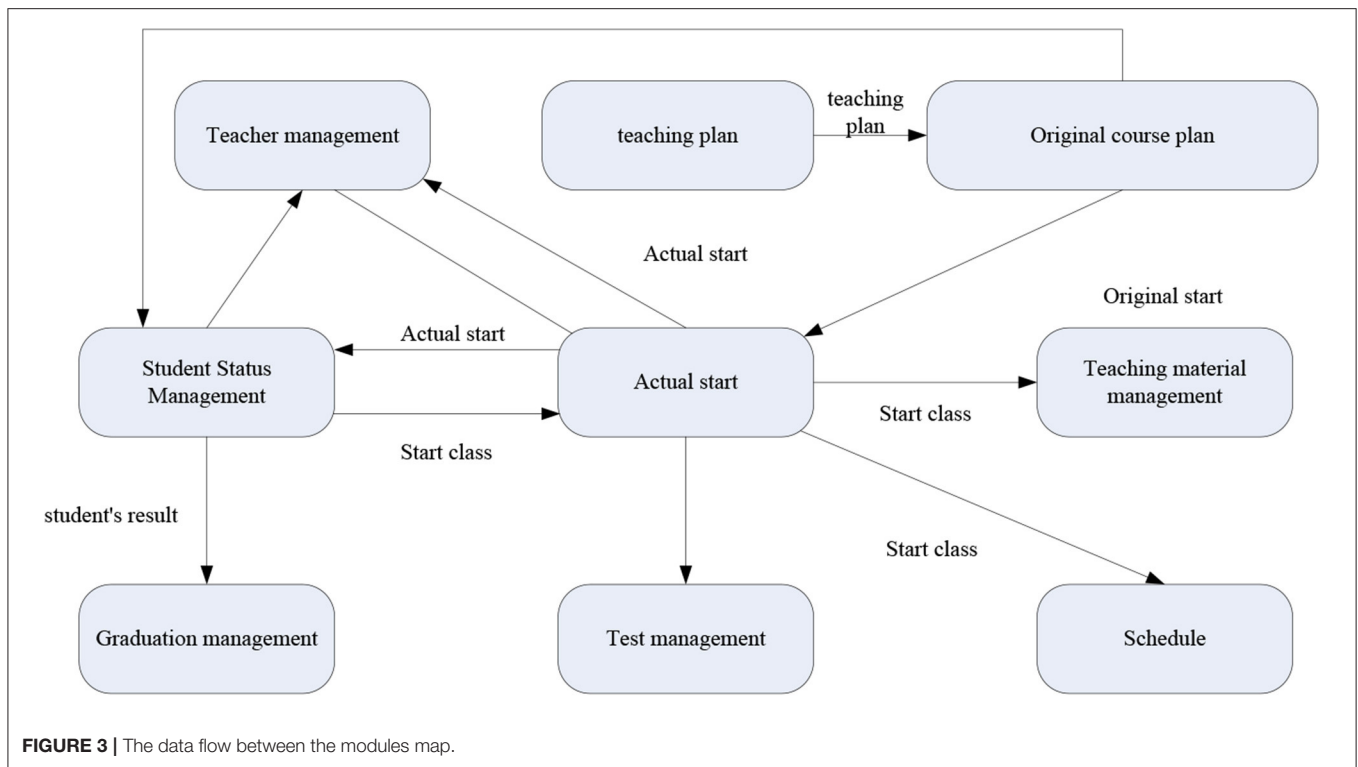 teaching
plan
Teacher management
teaching plan
Original course plan
Actual start
Original start
Actual start
Student Status
Management
Actual start
Teaching material
management
Start class
Start class
student's result
Start class
Graduation management
Test management
Schedule
FIGURE 3 | The data flow between the modules map.